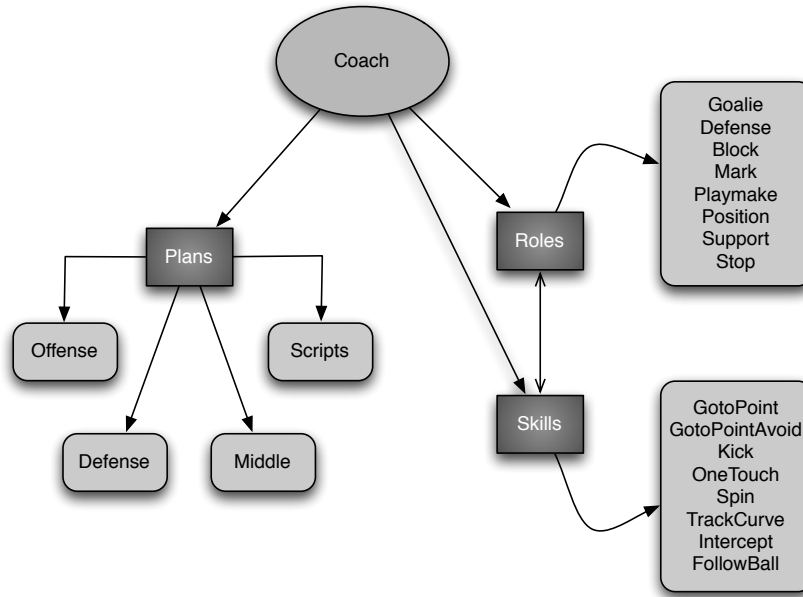 Coach
Goalie
Defense
Block
Mark
Playmake
Position
Support
Stop
Roles
Plans
Offense
Scripts
Defense
Middle
Skills
GotoPoint
GotoPointAvoid
Kick
OneTouch
Spin
TrackCurve
Intercept
FollowBall